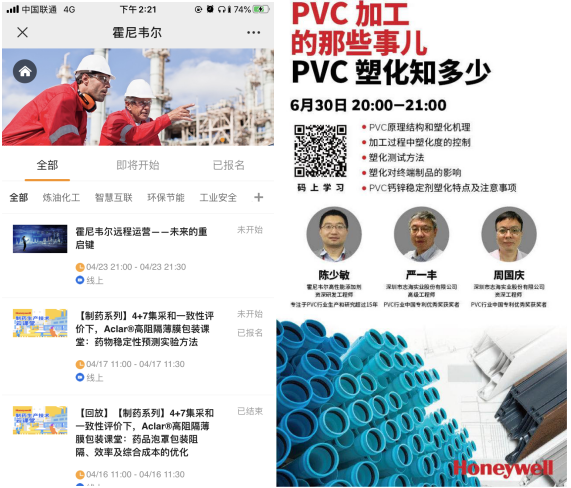 中国联通 4G
下午 2:21
74%
霍尼韦尔
全部
即将开始
已报名
全部
炼油化工
智慧互联
环保节能
工业安全
+
霍尼韦尔远程运营——未来的重
启键
未开始
04/23 21:00 - 04/23 21:30
线上
【制药系列】4+7集采和一致性评
价下，Aclar®高阻隔薄膜包装课
堂：药物稳定性预测实验方法
未开始
已报名
04/17 11:00 - 04/17 11:30
线上
【回放】【制药系列】4+7集采和
一致性评价下，Aclar®高阻隔薄
膜包装课堂：药品泡罩包装阻
隔、效率及综合成本的优化
已结束
04/16 11:00 - 04/16 11:30
PVC 加工
的那些事儿
PVC 塑化知多少
6月30日 20:00—21:00
码上学习
• PVC原理结构和塑化机理
• 加工过程中塑化度的控制
• 塑化测试方法
• 塑化对终端制品的影响
• PVC钙锌稳定剂塑化特点及注意事项
陈少敏
霍尼韦尔高性能添加剂
资深研发工程师
专注于PVC行业生产和研究超过15年
严一丰
深圳市志海实业股份有限公司
高级工程师
PVC行业中国专利优秀奖获奖者
周国庆
深圳市志海实业股份有限公司
资深工程师
PVC行业中国专利优秀奖获奖者
Honeywell